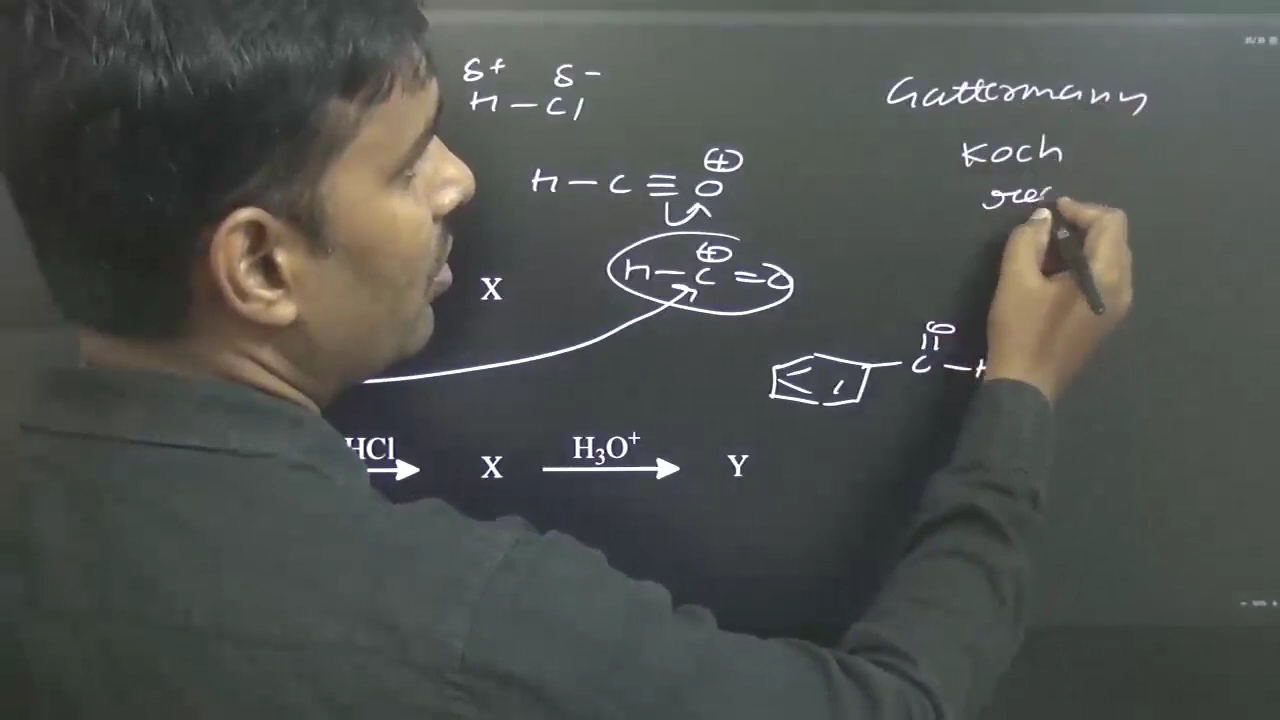 δ+ δ−
H − Cl
Gattermann
Koch
⊕
H − C ≡ O
⊕
H − C = O
X
O
||
C − H
HCl X H₃O⁺ Y